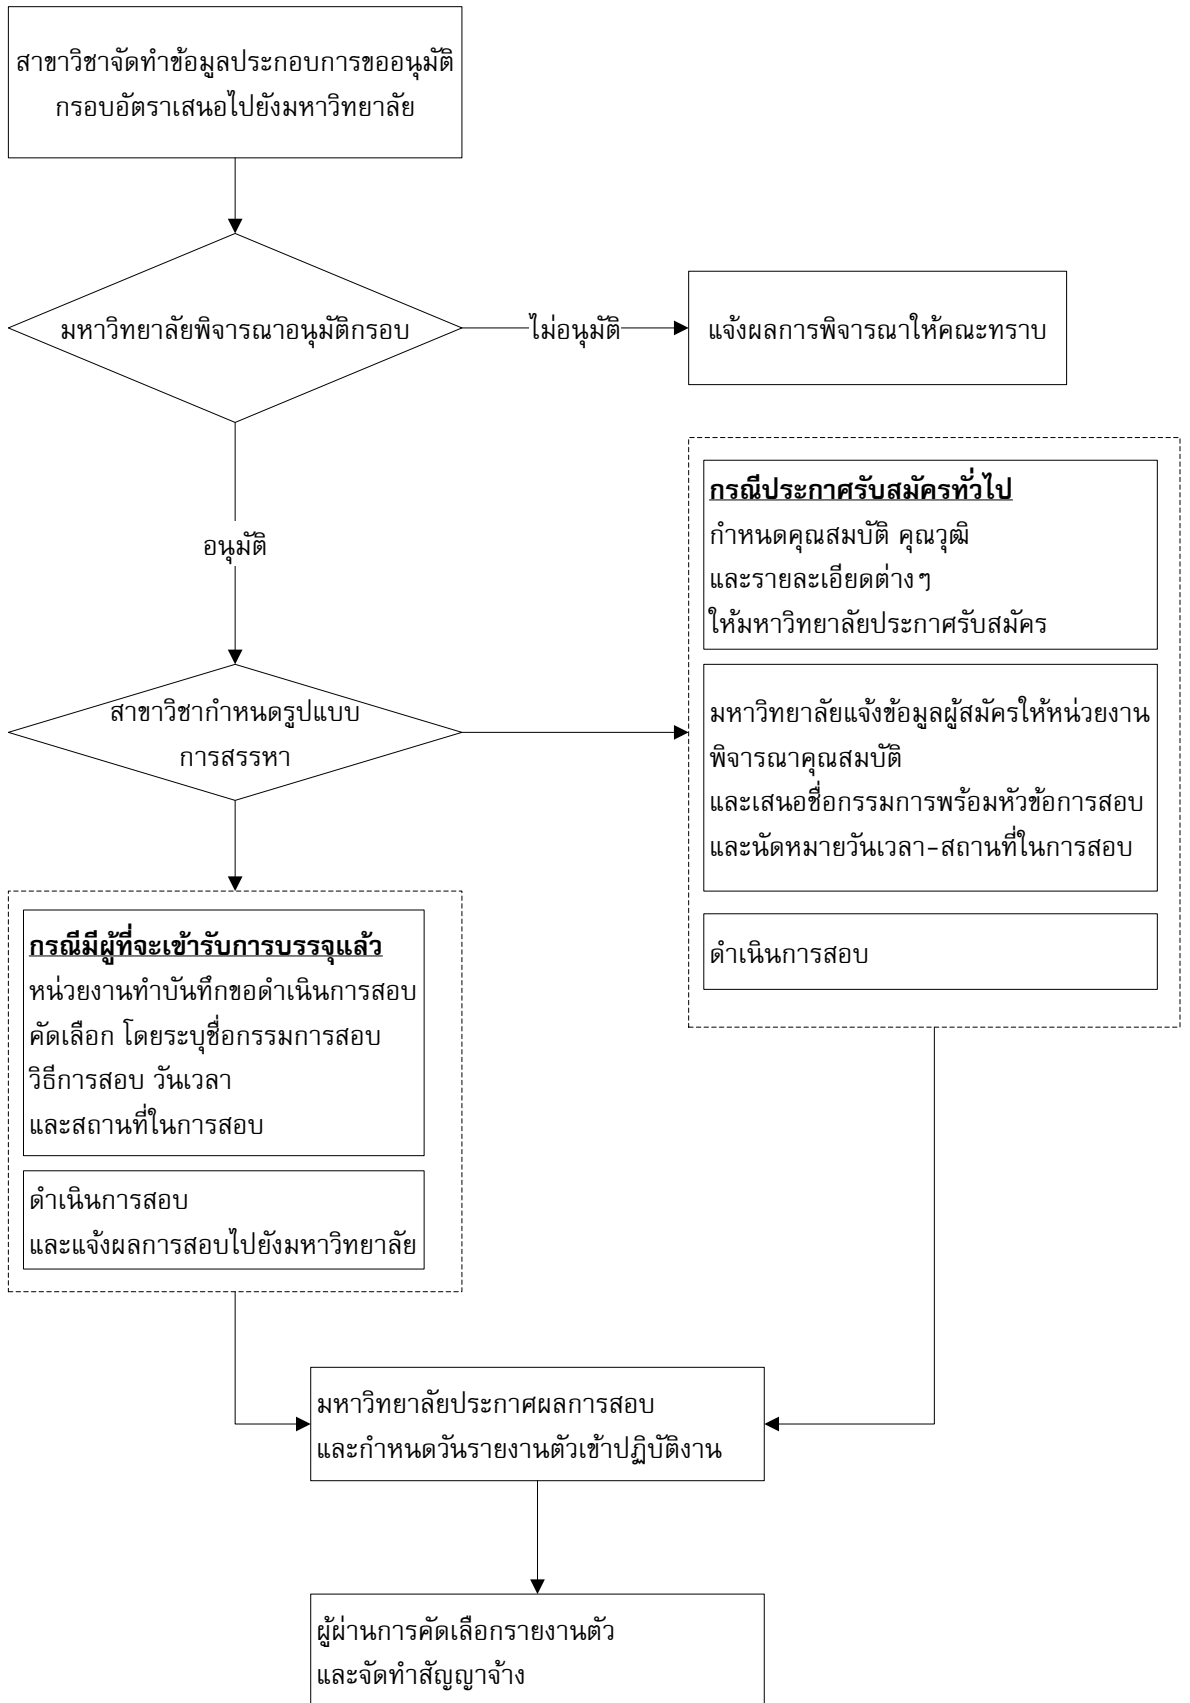 สาขาวิชาจัดทำข้อมูลประกอบการขออนุมัติ
กรอบอัตราเสนอไปยังมหาวิทยาลัย
มหาวิทยาลัยพิจารณาอนุมัติกรอบ
ไม่อนุมัติ
แจ้งผลการพิจารณาให้คณะทราบ
อนุมัติ
กรณีประกาศรับสมัครทั่วไป
กำหนดคุณสมบัติ คุณวุฒิ
และรายละเอียดต่างๆ
ให้มหาวิทยาลัยประกาศรับสมัคร
สาขาวิชากำหนดรูปแบบ
การสรรหา
มหาวิทยาลัยแจ้งข้อมูลผู้สมัครให้หน่วยงาน
พิจารณาคุณสมบัติ
และเสนอชื่อกรรมการพร้อมหัวข้อการสอบ
และนัดหมายวันเวลา-สถานที่ในการสอบ
ดำเนินการสอบ
กรณีมีผู้ที่จะเข้ารับการบรรจุแล้ว
หน่วยงานทำบันทึกขอดำเนินการสอบ
คัดเลือก โดยระบุชื่อกรรมการสอบ
วิธีการสอบ วันเวลา
และสถานที่ในการสอบ
ดำเนินการสอบ
และแจ้งผลการสอบไปยังมหาวิทยาลัย
มหาวิทยาลัยประกาศผลการสอบ
และกำหนดวันรายงานตัวเข้าปฏิบัติงาน
ผู้ผ่านการคัดเลือกรายงานตัว
และจัดทำสัญญาจ้าง